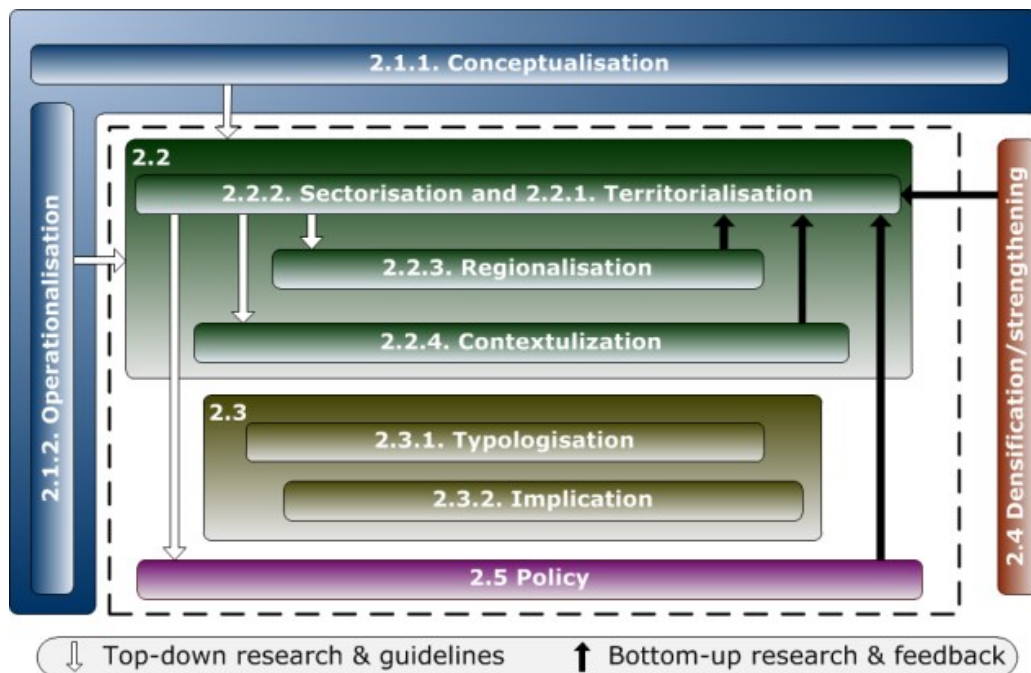 2.1.1. Conceptualisation
2.1.2. Operationalisation
2.2
2.2.2. Sectorisation and 2.2.1. Territorialisation
2.2.3. Regionalisation
2.2.4. Contextulization
2.3
2.3.1. Typologisation
2.3.2. Implication
2.5 Policy
2.4 Densification/strengthening
Top-down research & guidelines
Bottom-up research & feedback